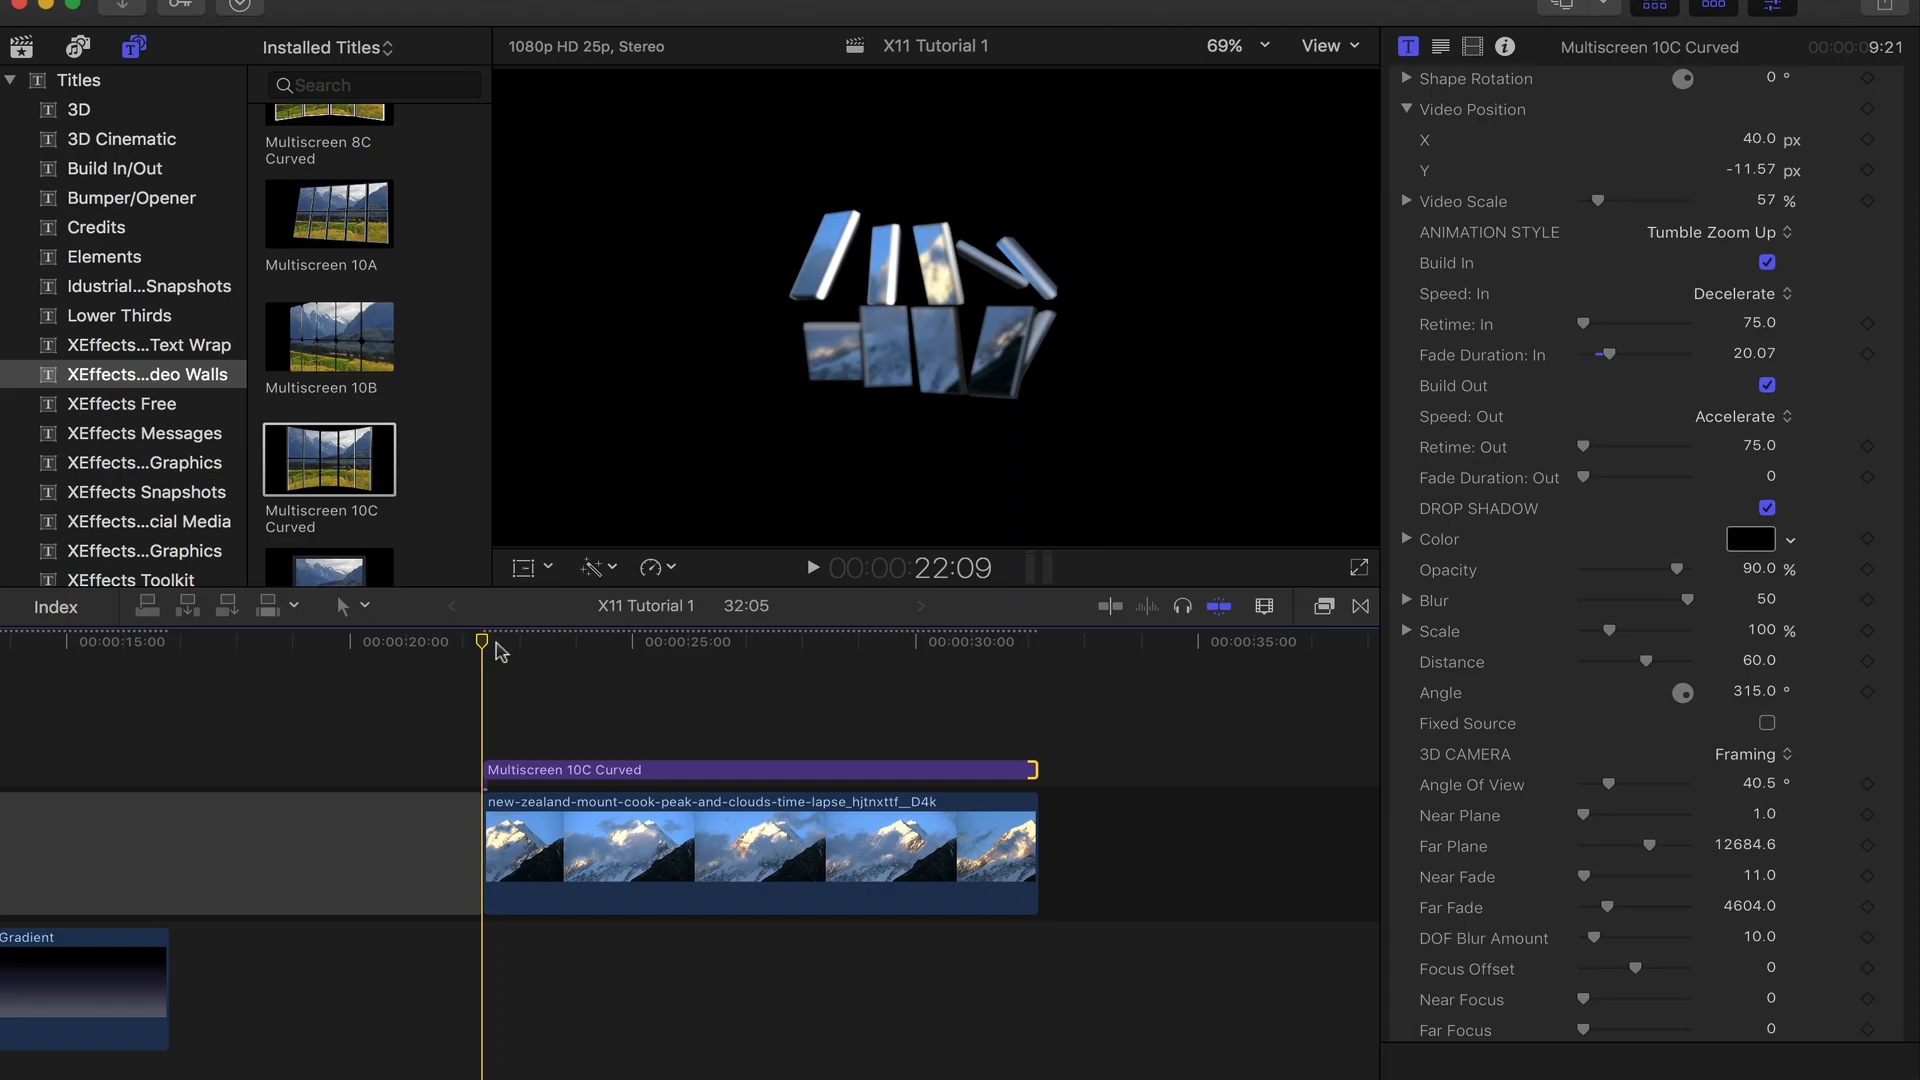 Installed Titles
1080p HD 25p, Stereo
X11 Tutorial 1
69%
View
Multiscreen 10C Curved
00:00:09:21
Titles
3D
3D Cinematic
Build In/Out
Bumper/Opener
Credits
Elements
Idustrial...Snapshots
Lower Thirds
XEffects...Text Wrap
XEffects...deo Walls
XEffects Free
XEffects Messages
XEffects...Graphics
XEffects Snapshots
XEffects...cial Media
XEffects...Graphics
XEffects Toolkit
Search
Multiscreen 8C
Curved
Multiscreen 10A
Multiscreen 10B
Multiscreen 10C
Curved
00:00:22:09
Shape Rotation 0 °
Video Position
X 40.0 px
Y -11.57 px
Video Scale 57 %
ANIMATION STYLE Tumble Zoom Up
Build In
Speed: In Decelerate
Retime: In 75.0
Fade Duration: In 20.07
Build Out
Speed: Out Accelerate
Retime: Out 75.0
Fade Duration: Out 0
DROP SHADOW
Color
Opacity 90.0 %
Blur 50
Scale 100 %
Distance 60.0
Angle 315.0 °
Fixed Source
3D CAMERA Framing
Angle Of View 40.5 °
Near Plane 1.0
Far Plane 12684.6
Near Fade 11.0
Far Fade 4604.0
DOF Blur Amount 10.0
Focus Offset 0
Near Focus 0
Far Focus 0
Index
X11 Tutorial 1 32:05
00:00:15:00
00:00:20:00
00:00:25:00
00:00:30:00
00:00:35:00
Multiscreen 10C Curved
new-zealand-mount-cook-peak-and-clouds-time-lapse_hjtnxttf__D4k
Gradient